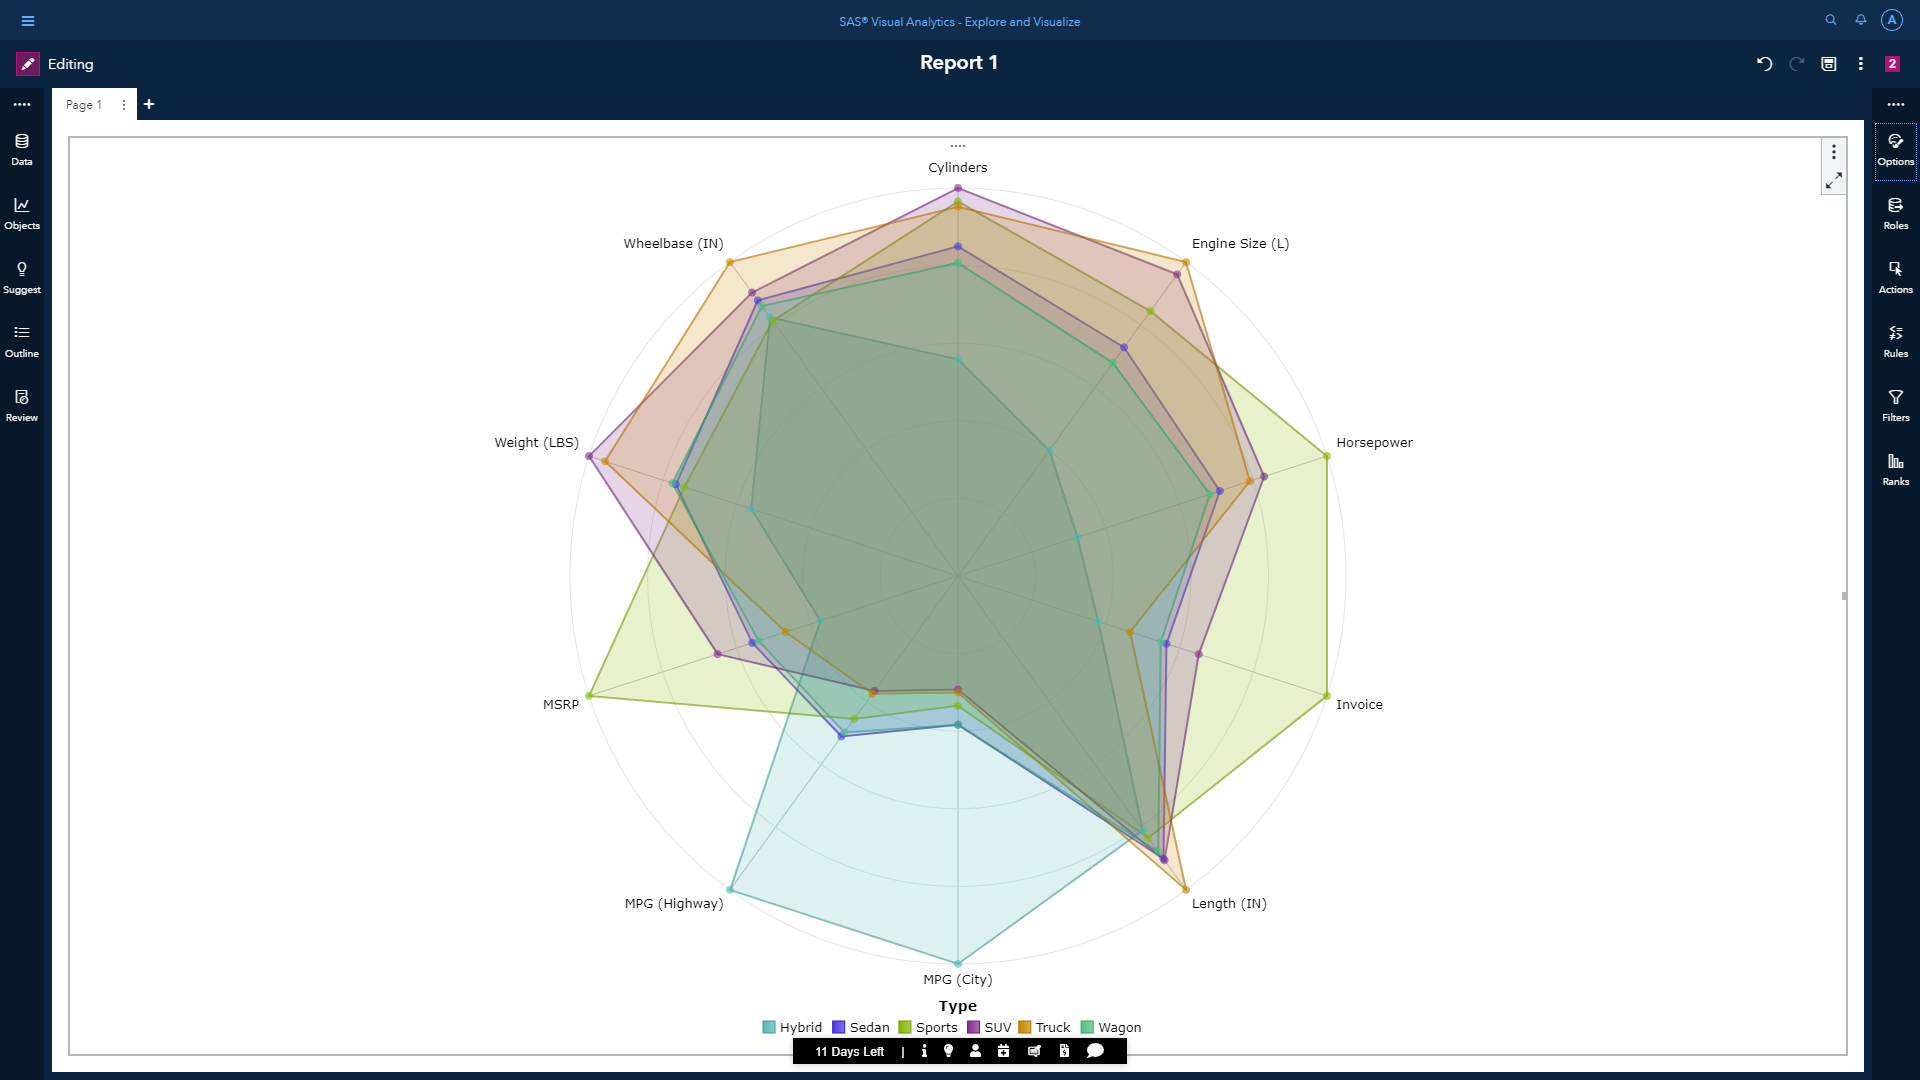 SAS® Visual Analytics - Explore and Visualize
A
Editing
Report 1
2
Page 1
Data
Objects
Suggest
Outline
Review
Cylinders
Wheelbase (IN)
Engine Size (L)
Weight (LBS)
Horsepower
MSRP
Invoice
MPG (Highway)
Length (IN)
MPG (City)
Type
Hybrid Sedan Sports SUV Truck Wagon
11 Days Left |
Options
Roles
Actions
Rules
Filters
Ranks